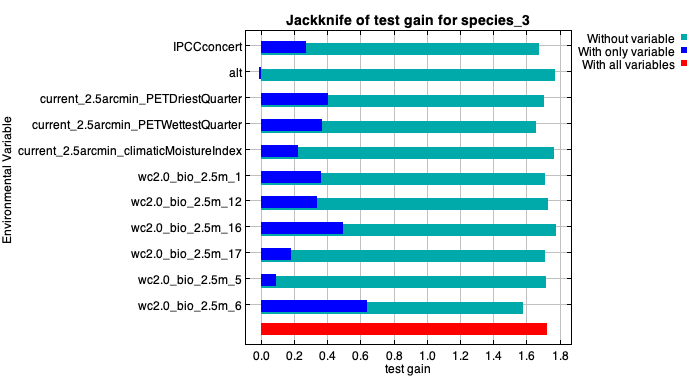 Jackknife of test gain for species_3
Without variable
With only variable
With all variables
Environmental Variable
IPCCconcert
alt
current_2.5arcmin_PETDriestQuarter
current_2.5arcmin_PETWettestQuarter
current_2.5arcmin_climaticMoistureIndex
wc2.0_bio_2.5m_1
wc2.0_bio_2.5m_12
wc2.0_bio_2.5m_16
wc2.0_bio_2.5m_17
wc2.0_bio_2.5m_5
wc2.0_bio_2.5m_6
0.0 0.2 0.4 0.6 0.8 1.0 1.2 1.4 1.6 1.8
test gain